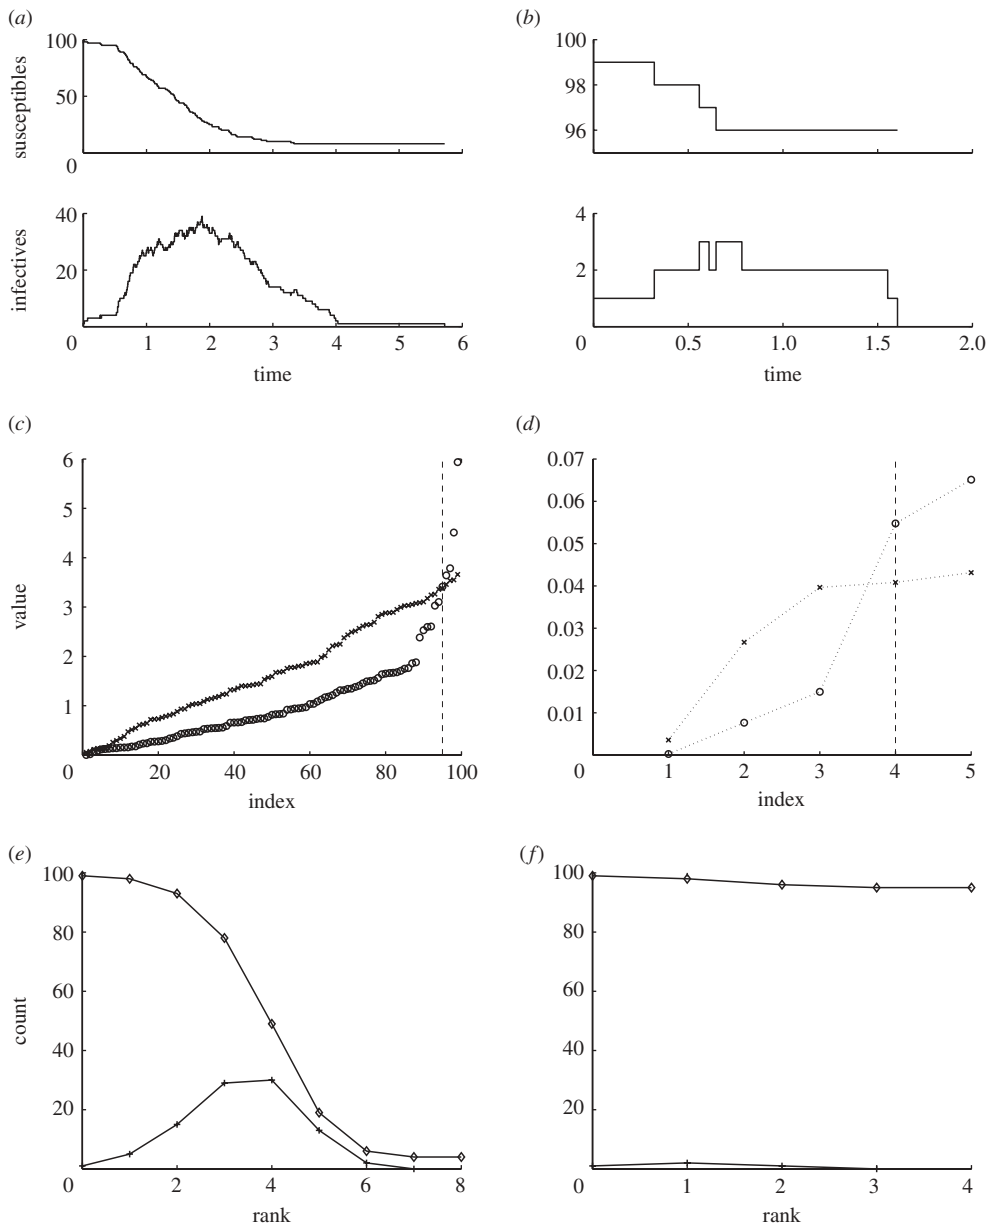 (a)
100
50
0
susceptibles
(b)
100
98
96
40
20
0
infectives
1 2 3 4 5 6
time
4
2
0
0.5 1.0 1.5 2.0
time
(c)
6
5
4
3
2
1
0
value
20 40 60 80 100
index
(d)
0.07
0.06
0.05
0.04
0.03
0.02
0.01
0
1 2 3 4 5
index
(e)
100
80
60
40
20
0
count
2 4 6 8
rank
(f)
100
80
60
40
20
0
1 2 3 4
rank